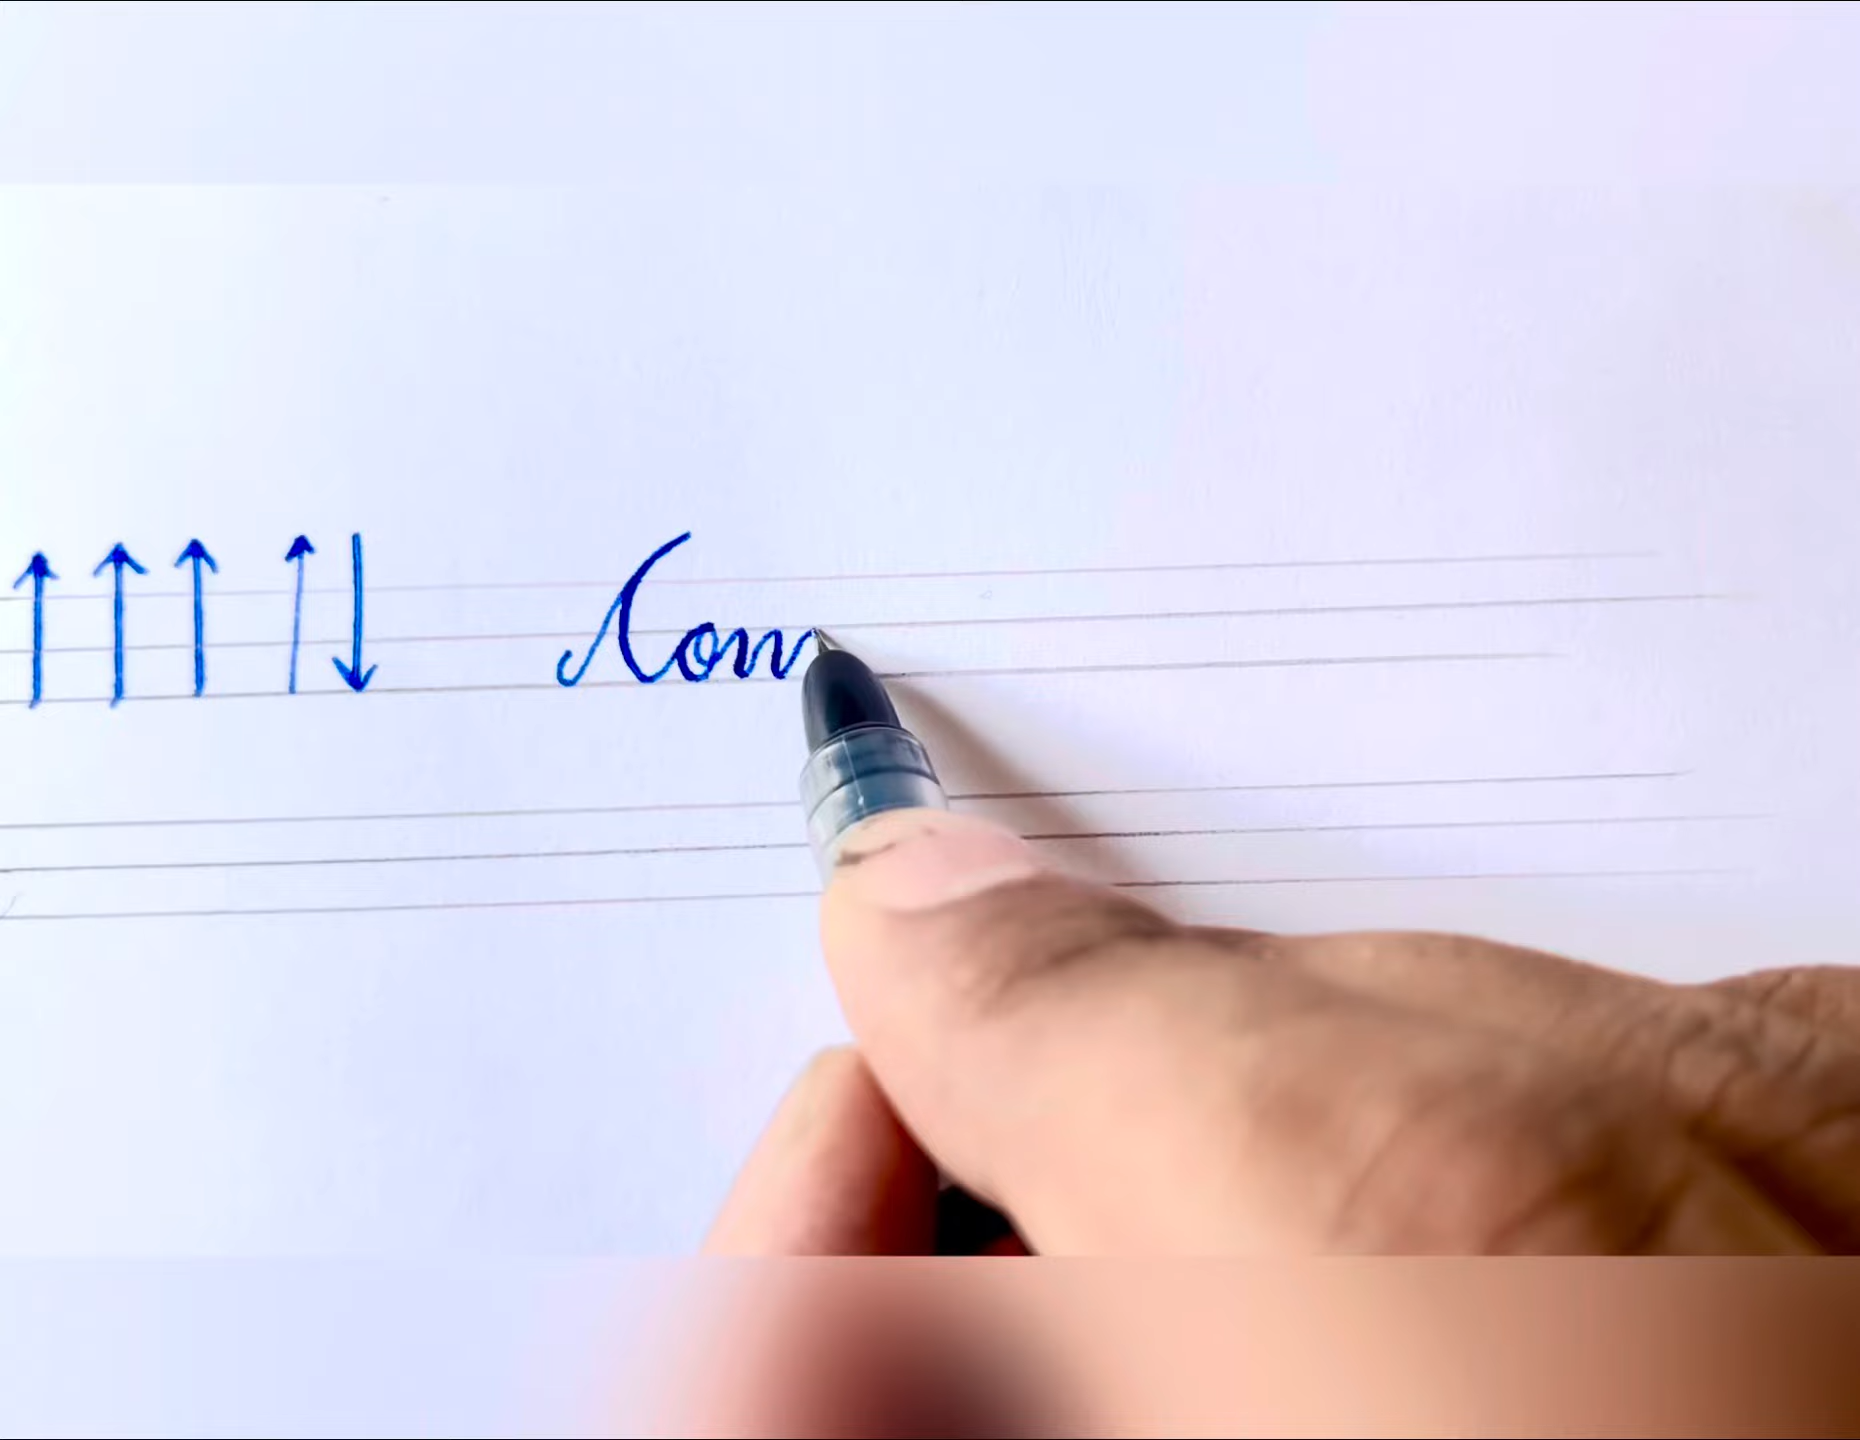 ↑ ↑ ↑ ↑ ↓ Con